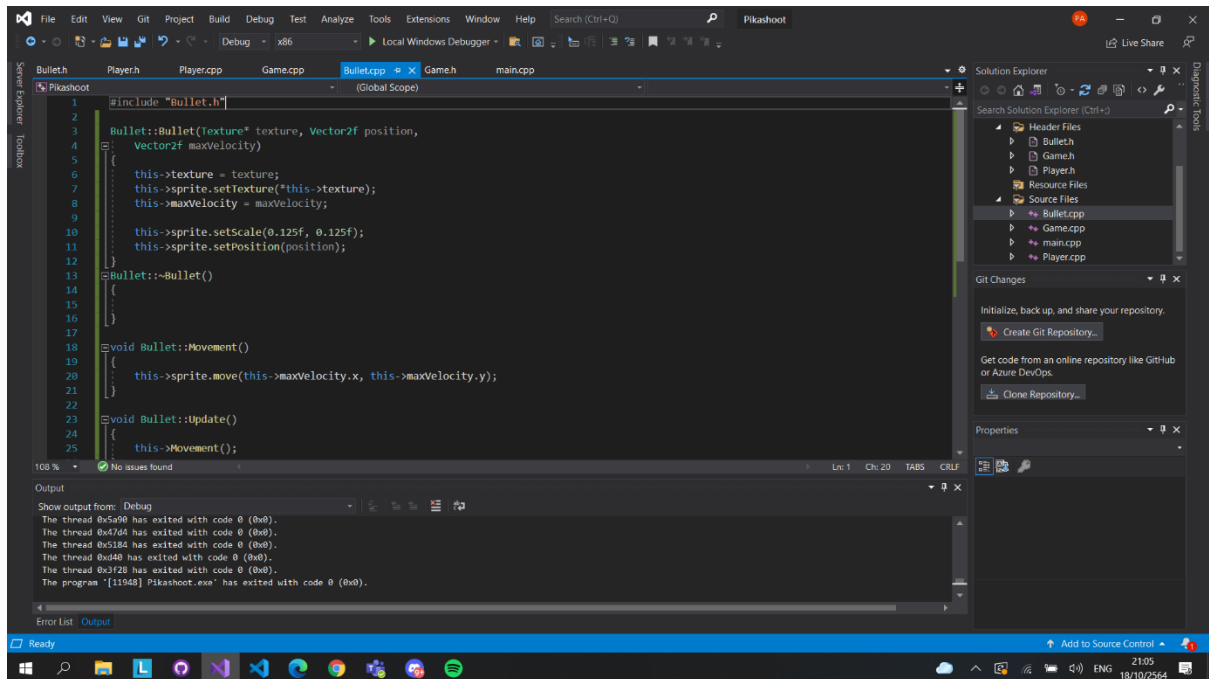 File Edit View Git Project Build Debug Test Analyze Tools Extensions Window Help Search (Ctrl+Q) Pikashoot PA
Debug x86 Local Windows Debugger Live Share
Server Explorer
Toolbox
Bullet.h Player.h Player.cpp Game.cpp Bullet.cpp Game.h main.cpp
Pikashoot (Global Scope)
1 #include "Bullet.h"
2
3 Bullet::Bullet(Texture* texture, Vector2f position,
4 Vector2f maxVelocity)
5 {
6 this->texture = texture;
7 this->sprite.setTexture(*this->texture);
8 this->maxVelocity = maxVelocity;
9
10 this->sprite.setScale(0.125f, 0.125f);
11 this->sprite.setPosition(position);
12 }
13 Bullet::~Bullet()
14 {
15
16 }
17
18 void Bullet::Movement()
19 {
20 this->sprite.move(this->maxVelocity.x, this->maxVelocity.y);
21 }
22
23 void Bullet::Update()
24 {
25 this->Movement();
108 % No issues found Ln: 1 Ch: 20 TABS CRLF
Output
Show output from: Debug
The thread 0x5a90 has exited with code 0 (0x0).
The thread 0x47d4 has exited with code 0 (0x0).
The thread 0x5184 has exited with code 0 (0x0).
The thread 0xd40 has exited with code 0 (0x0).
The thread 0x3f28 has exited with code 0 (0x0).
The program '[11948] Pikashoot.exe' has exited with code 0 (0x0).
Error List Output
Solution Explorer
Search Solution Explorer (Ctrl+;)
Header Files
Bullet.h
Game.h
Player.h
Resource Files
Source Files
Bullet.cpp
Game.cpp
main.cpp
Player.cpp
Git Changes
Initialize, back up, and share your repository.
Create Git Repository...
Get code from an online repository like GitHub
or Azure DevOps.
Clone Repository...
Properties
Diagnostic Tools
Ready Add to Source Control 1
L ENG 21:05
18/10/2564